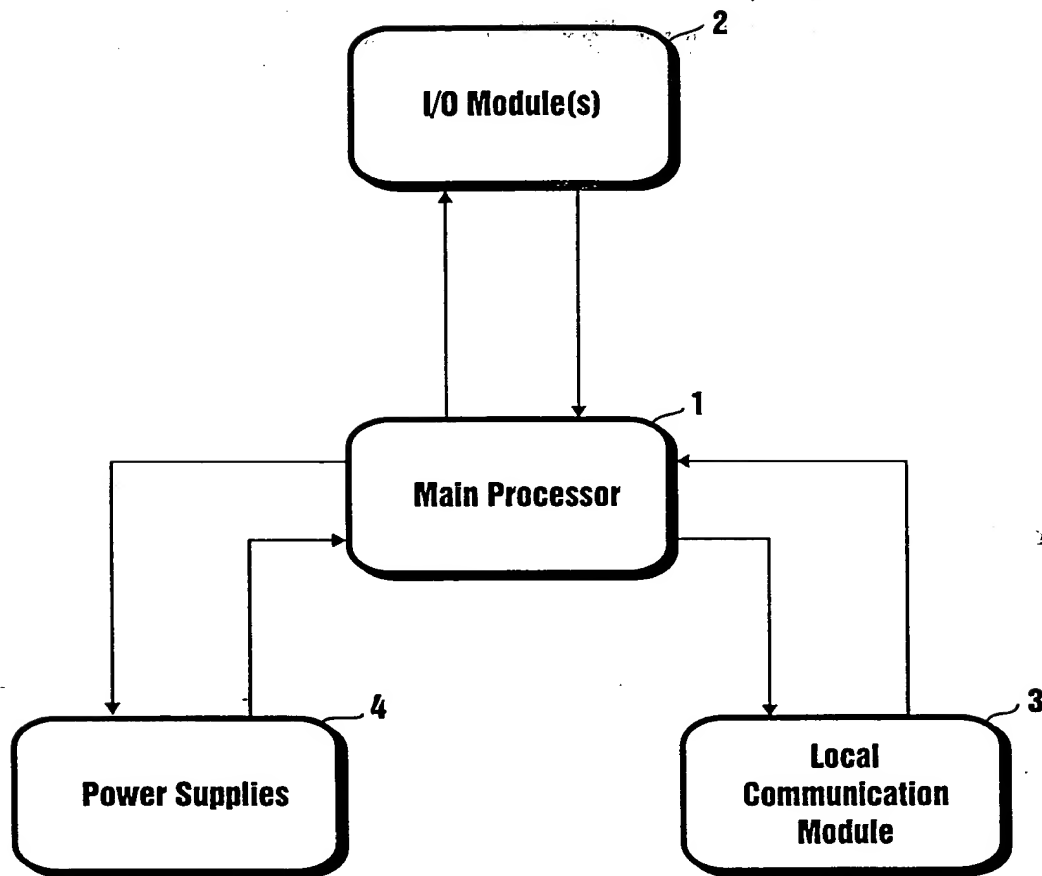 2
I/O Module(s)
1
Main Processor
4
Power Supplies
3
Local
Communication
Module